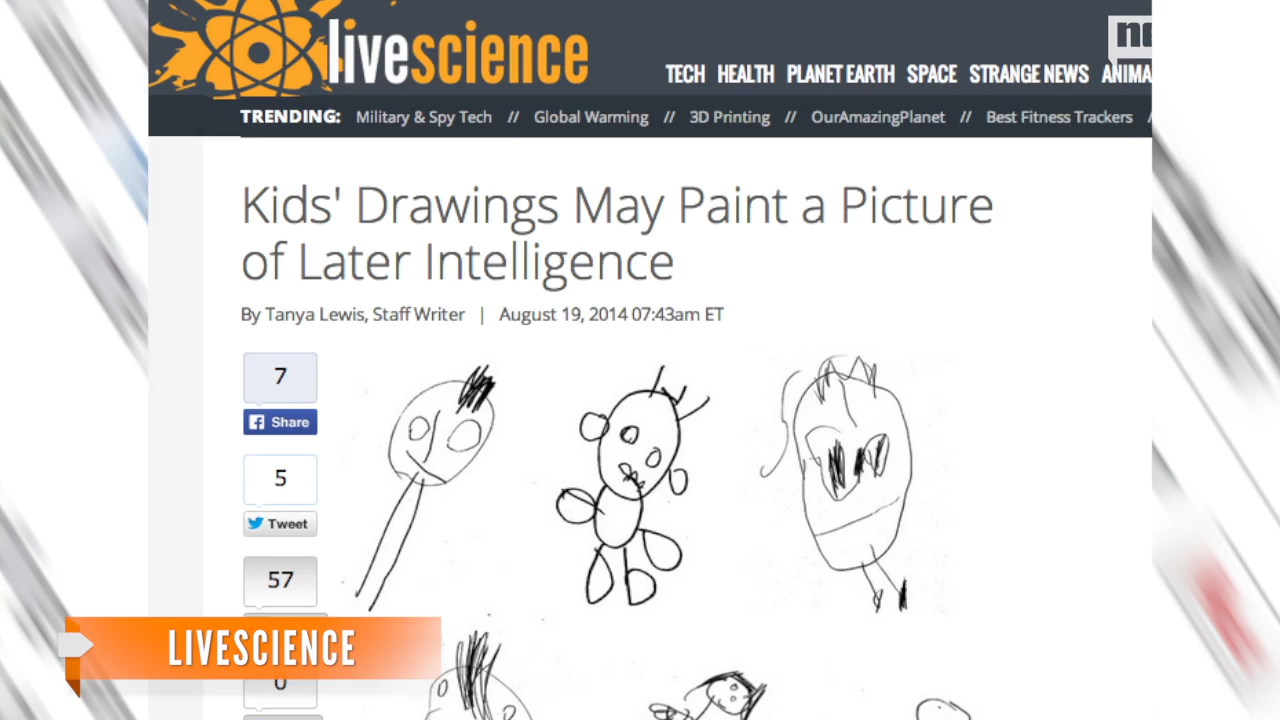 livescience
TECH HEALTH PLANET EARTH SPACE STRANGE NEWS
TRENDING: Military & Spy Tech // Global Warming // 3D Printing // OurAmazingPlanet // Best Fitness Trackers
Kids' Drawings May Paint a Picture
of Later Intelligence
By Tanya Lewis, Staff Writer | August 19, 2014 07:43am ET
7
Share
5
Tweet
57
LIVESCIENCE
0